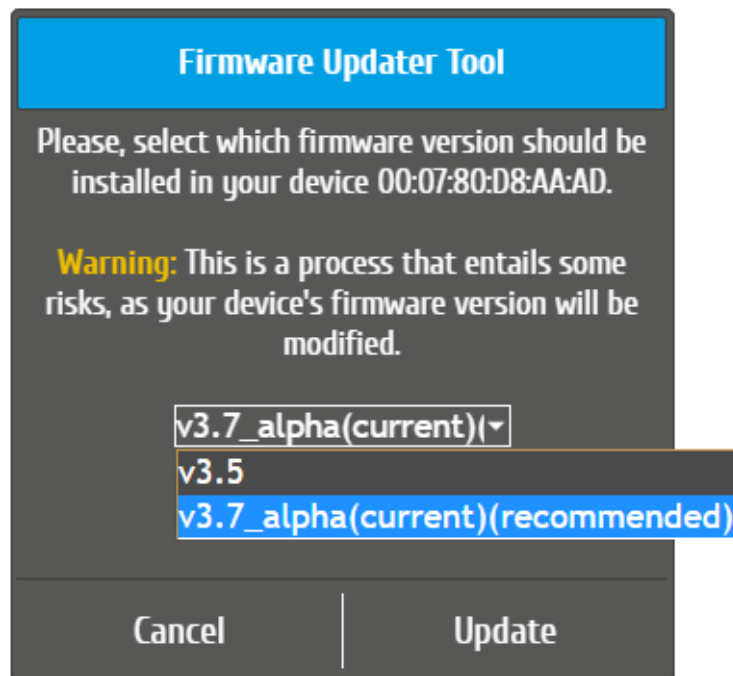 Firmware Updater Tool
Please, select which firmware version should be
installed in your device 00:07:80:D8:AA:AD.
Warning: This is a process that entails some
risks, as your device's firmware version will be
modified.
v3.7_alpha(current)(
v3.5
v3.7_alpha(current)(recommended)
Cancel
Update